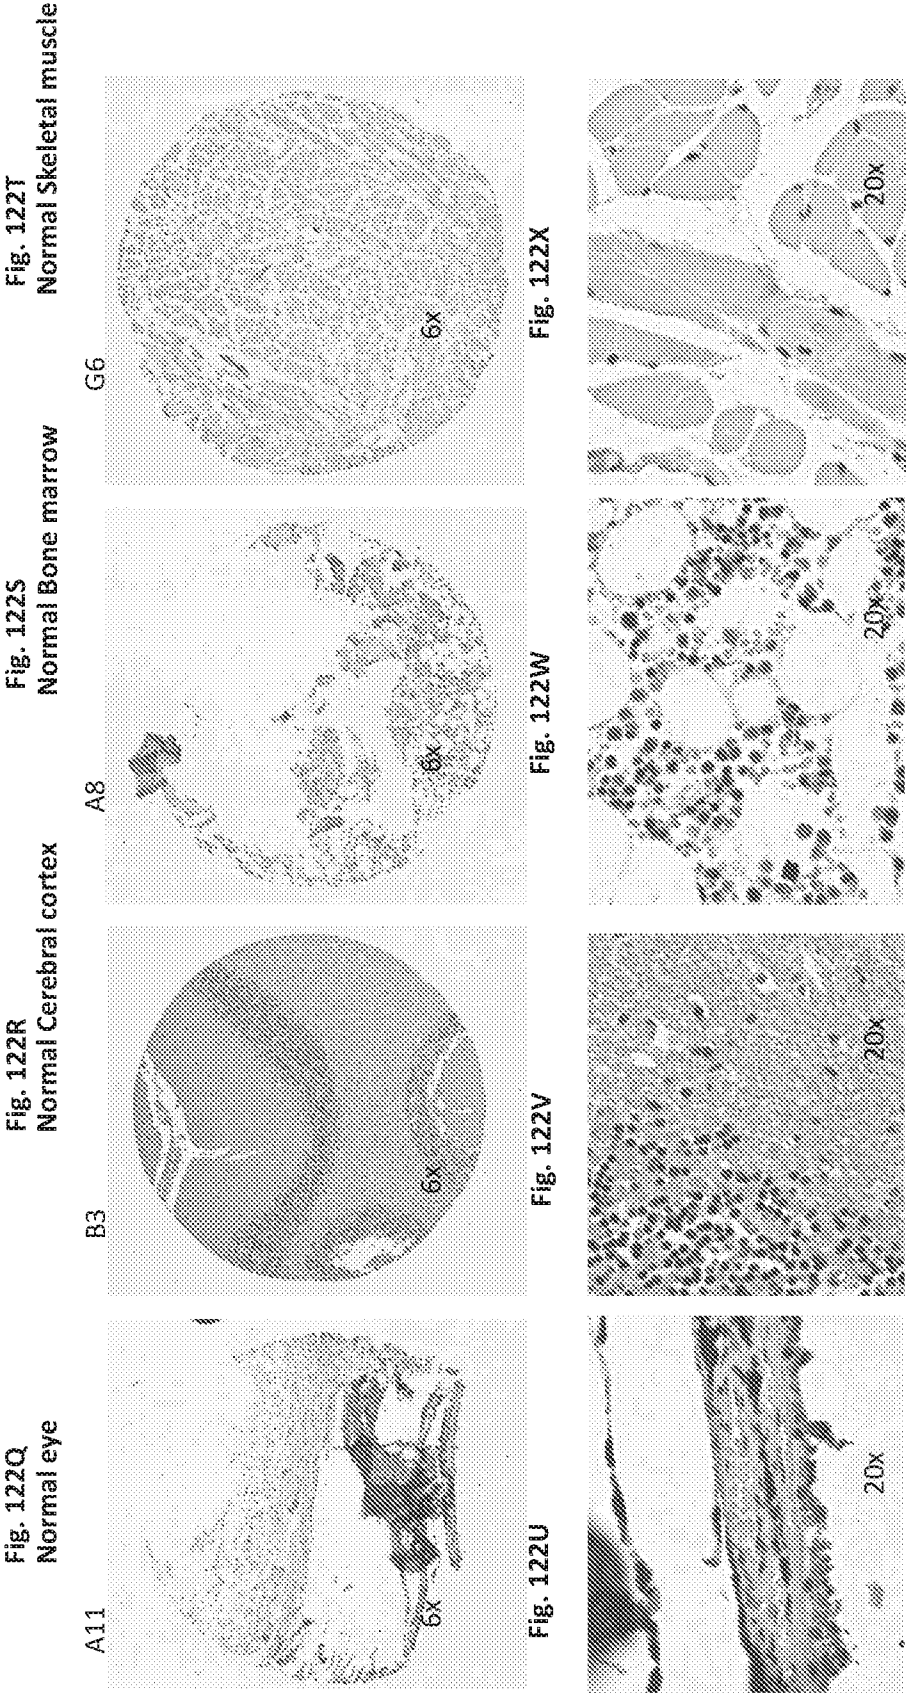 Fig. 122Q
Normal eye
A11
6x
Fig. 122R
Normal Cerebral cortex
B3
6x
Fig. 122S
Normal Bone marrow
A8
6x
Fig. 122T
Normal Skeletal muscle
G6
6x
Fig. 122U
20x
Fig. 122V
20x
Fig. 122W
20x
Fig. 122X
20x